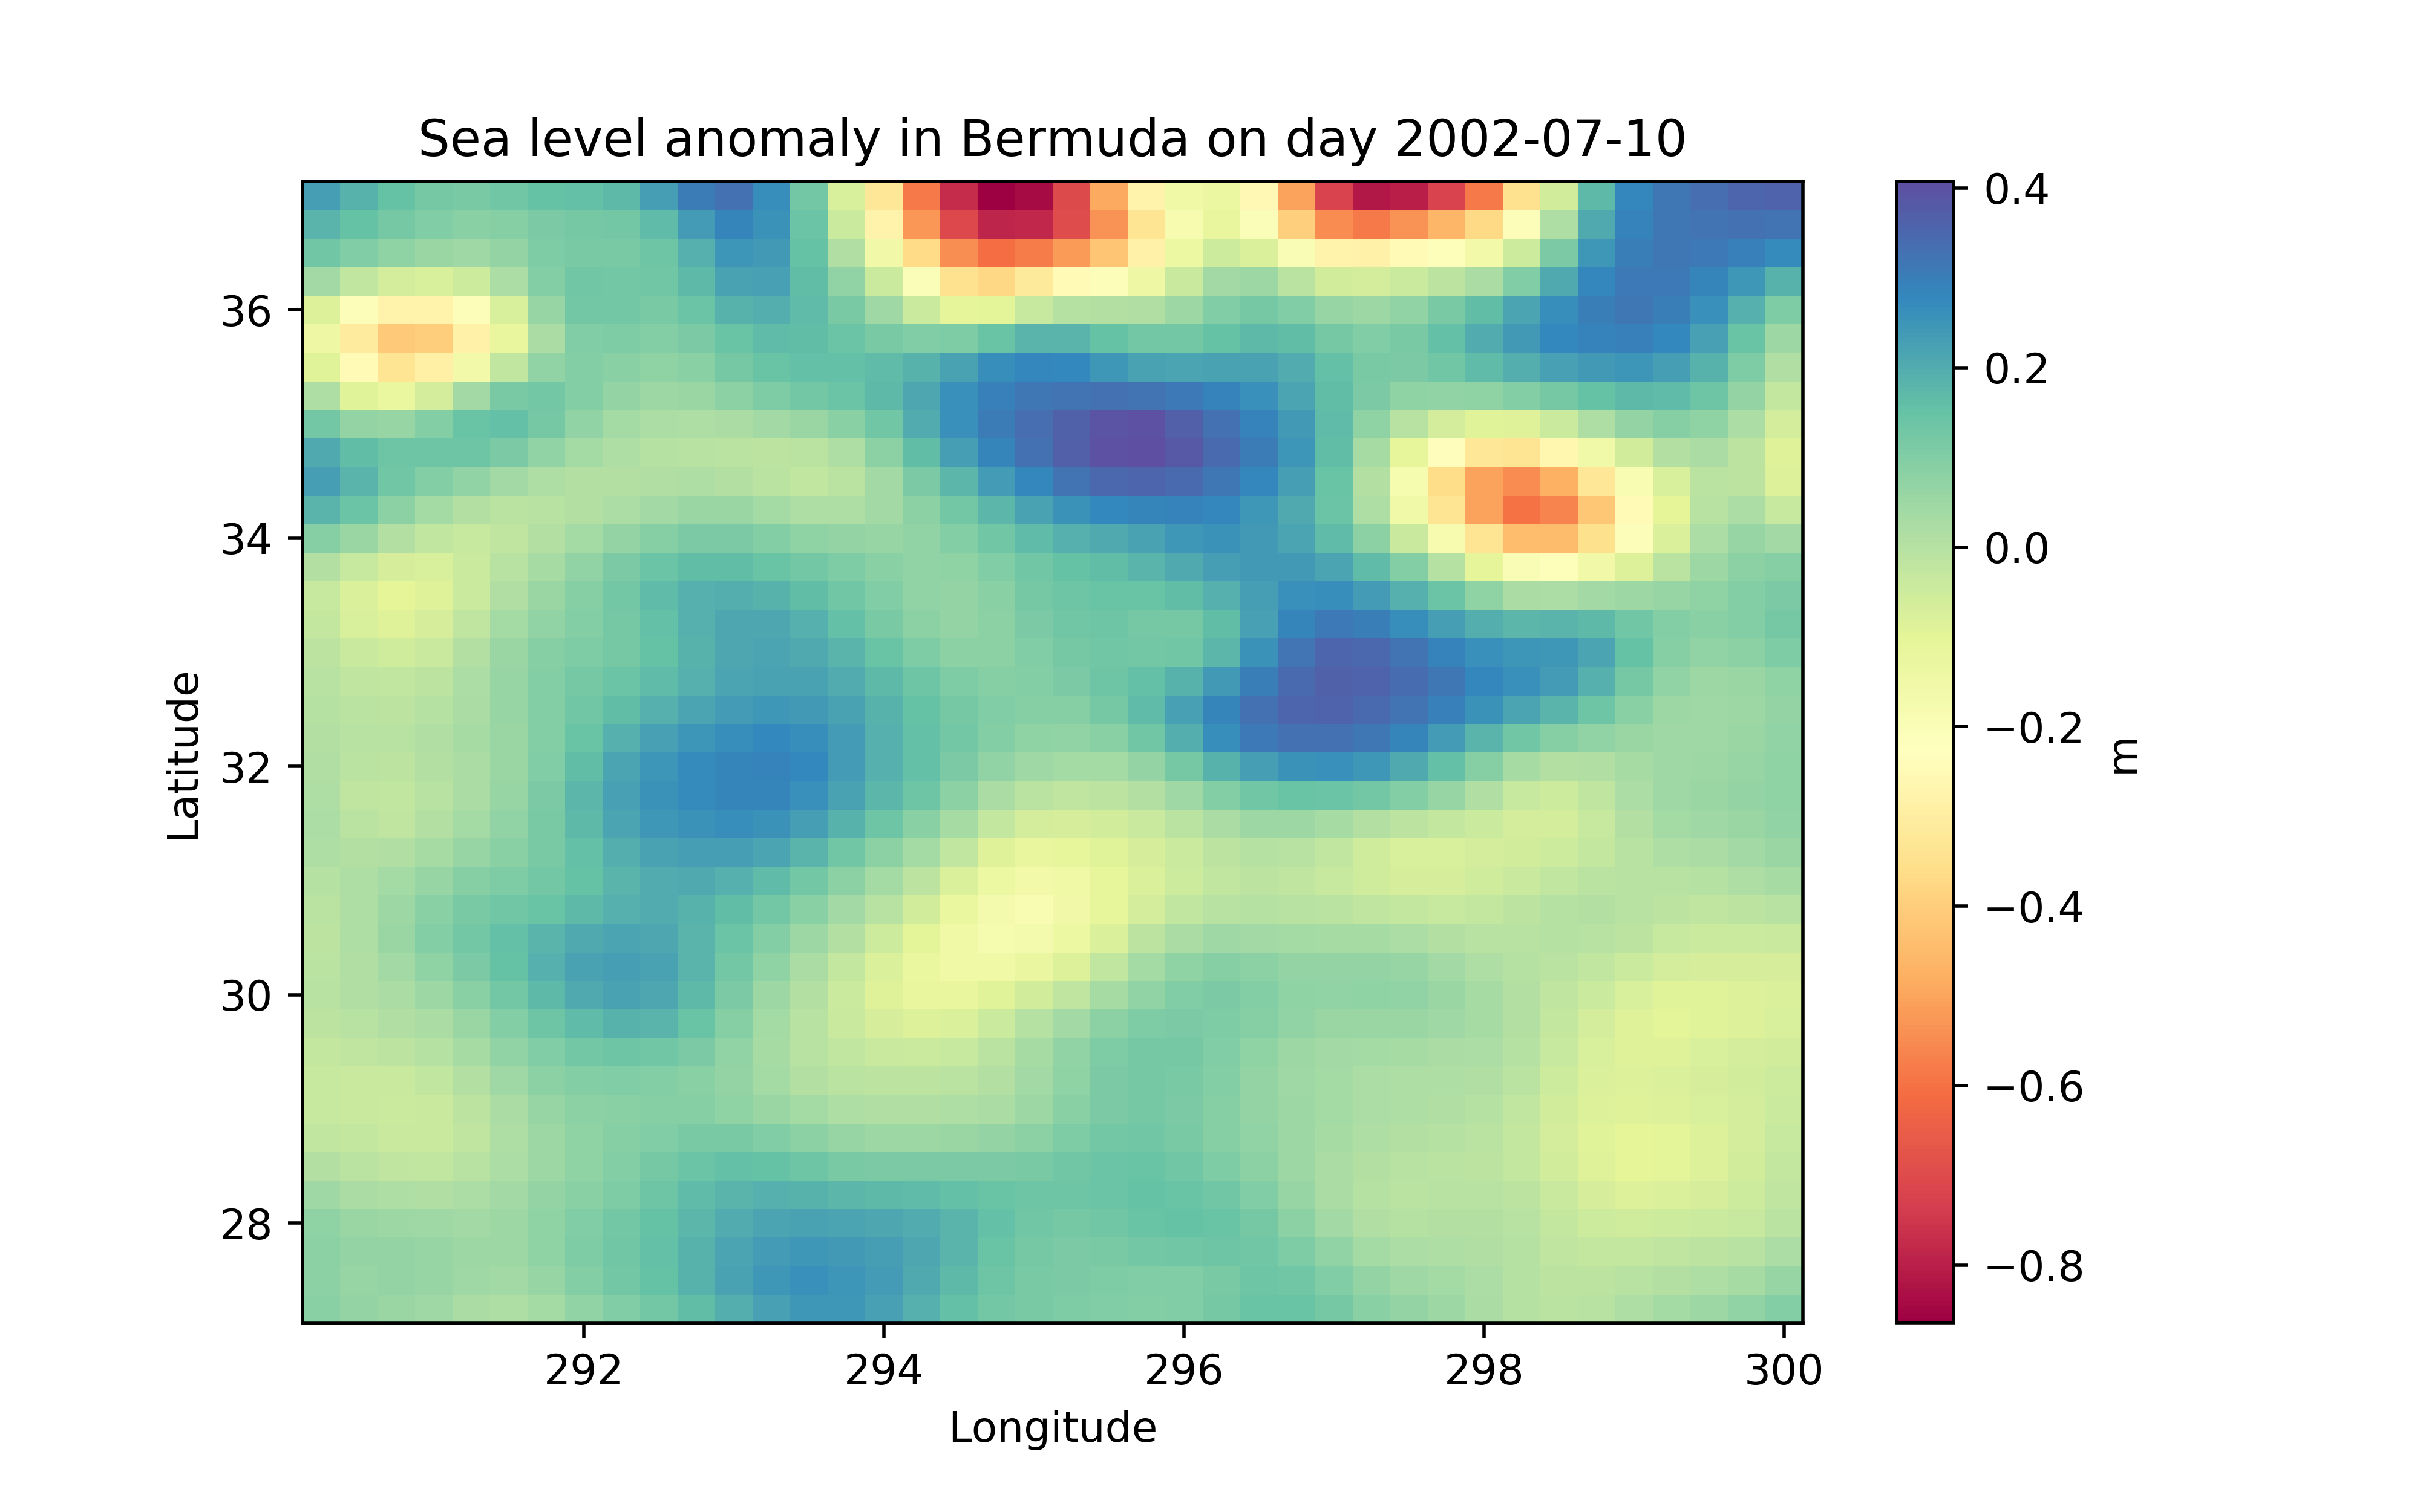 Sea level anomaly in Bermuda on day 2002-07-10
36
34
32
30
28
Latitude
292 294 296 298 300
Longitude
0.4
0.2
0.0
−0.2
−0.4
−0.6
−0.8
m